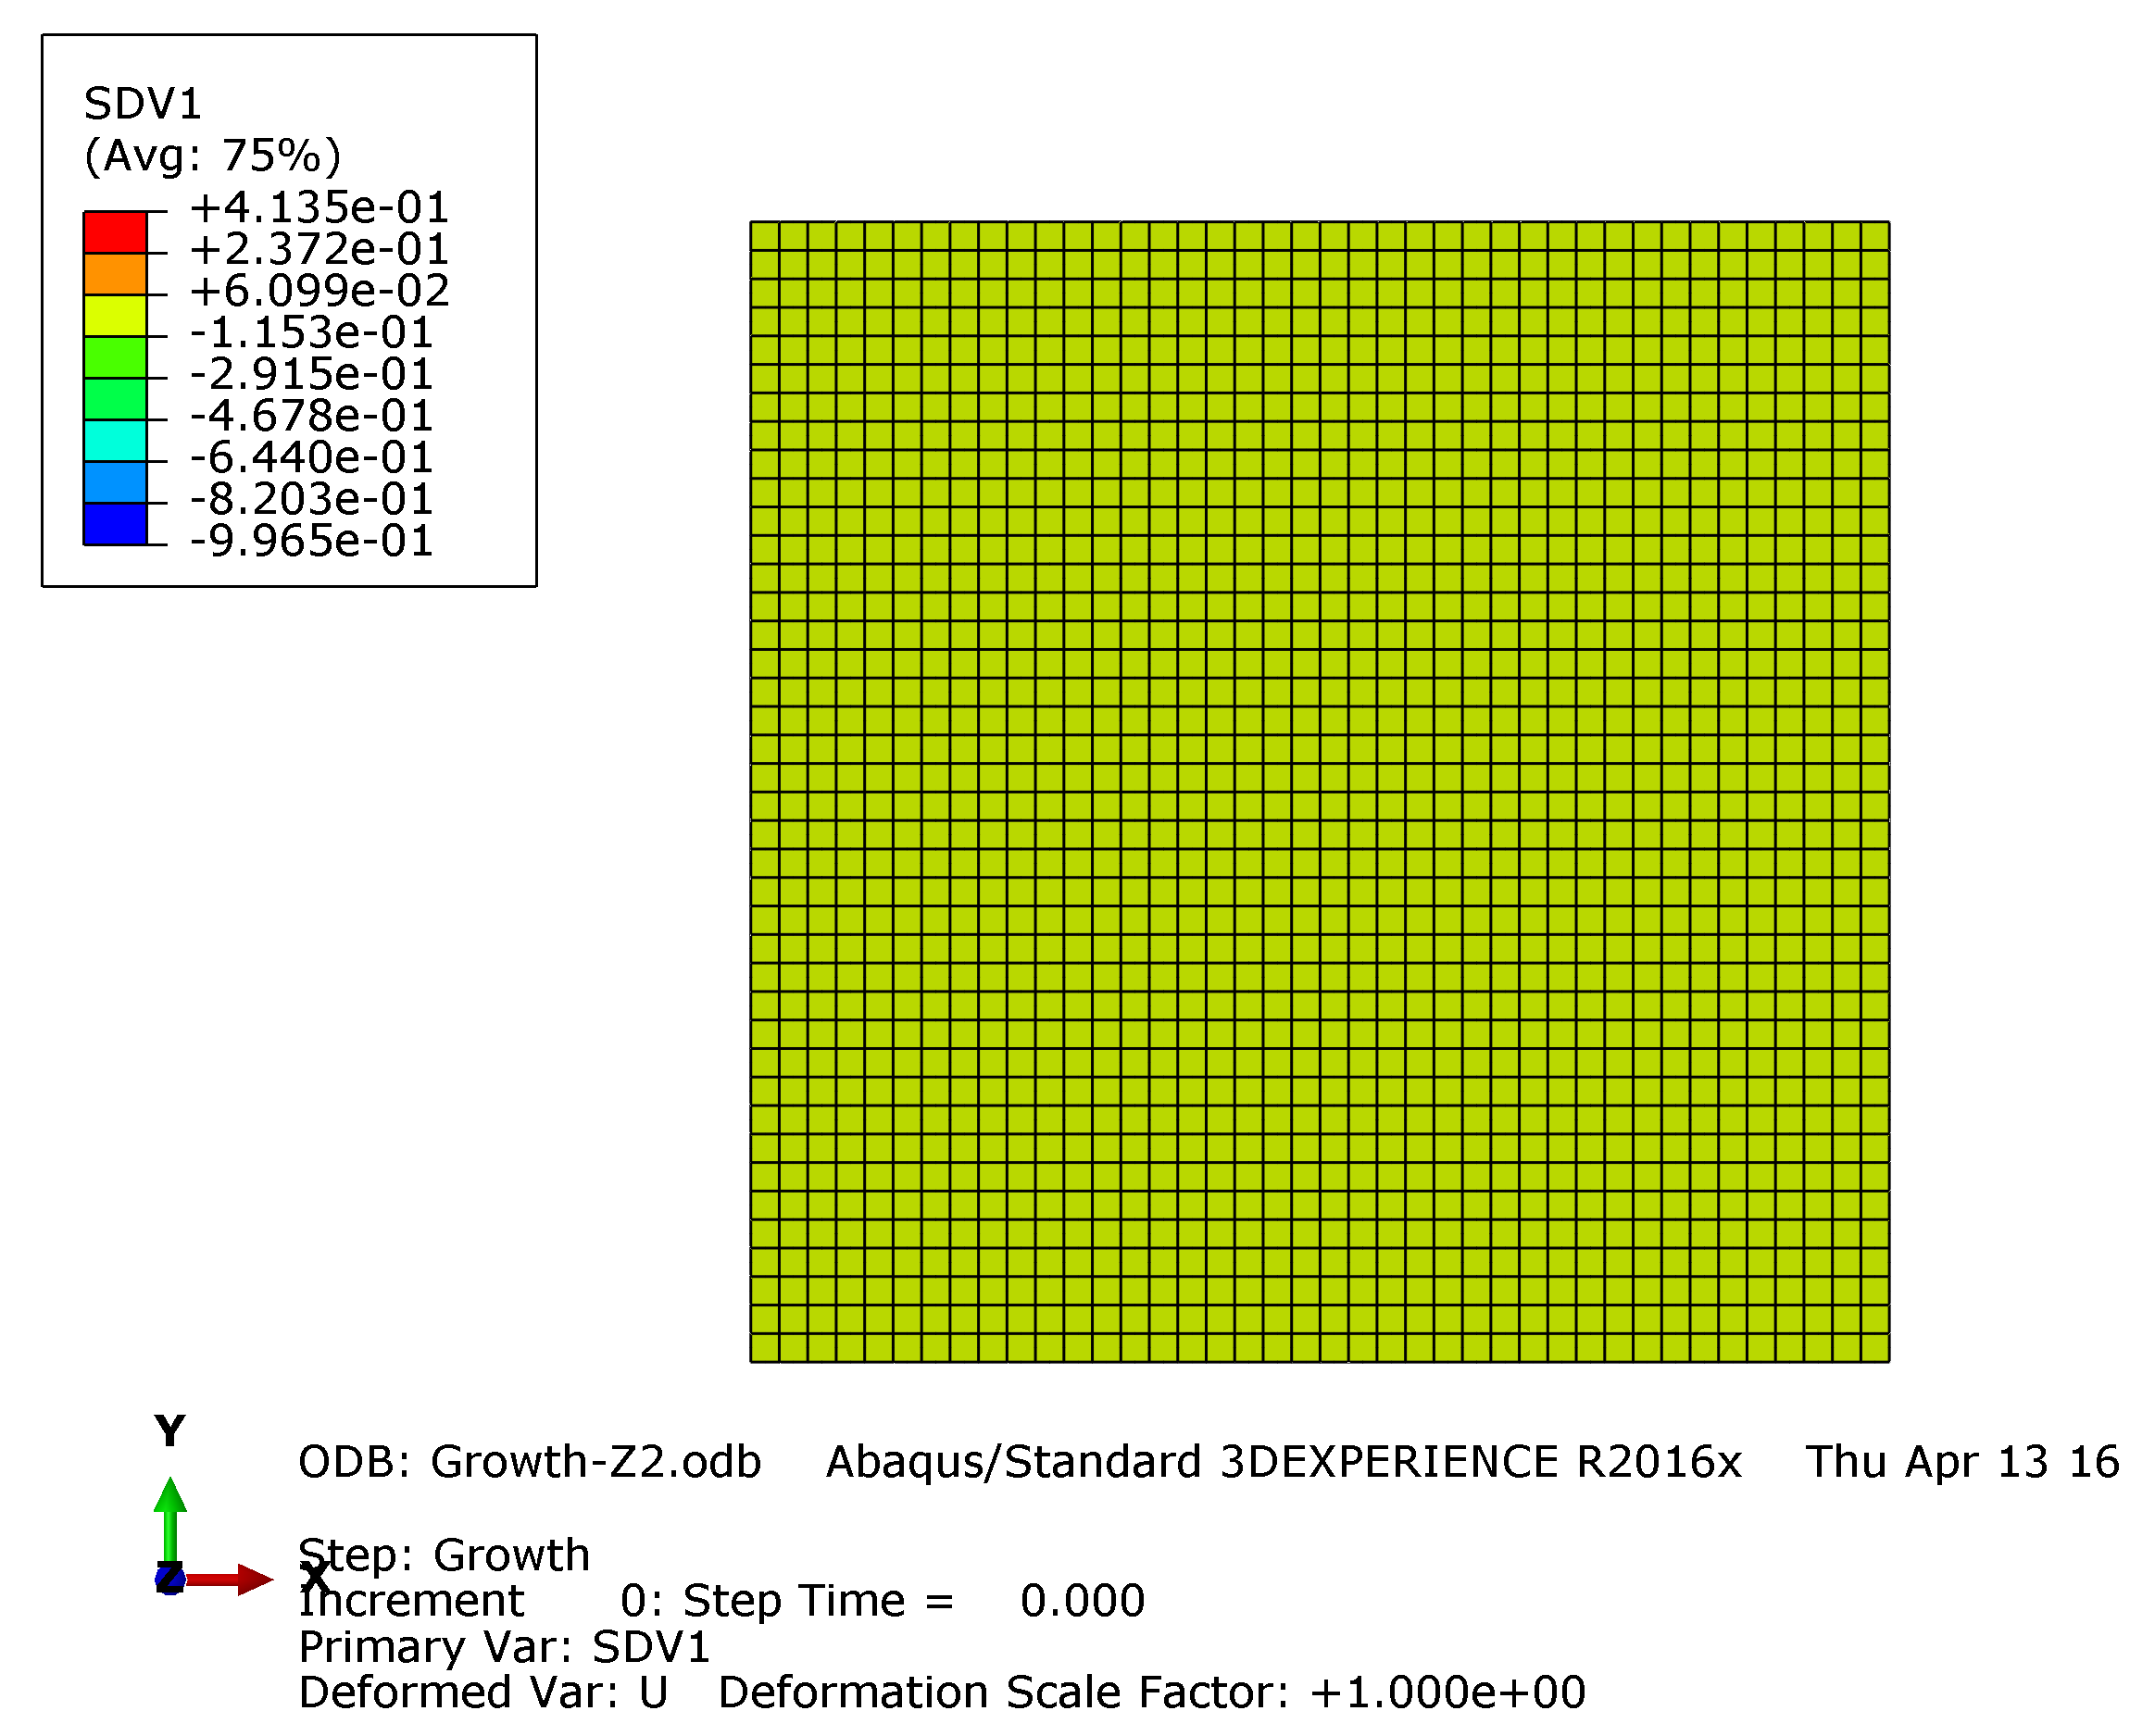 SDV1
(Avg: 75%)
+4.135e-01
+2.372e-01
+6.099e-02
-1.153e-01
-2.915e-01
-4.678e-01
-6.440e-01
-8.203e-01
-9.965e-01
Y
Z
X
ODB: Growth-Z2.odb    Abaqus/Standard 3DEXPERIENCE R2016x    Thu Apr 13 16
Step: Growth
Increment    0: Step Time =    0.000
Primary Var: SDV1
Deformed Var: U   Deformation Scale Factor: +1.000e+00